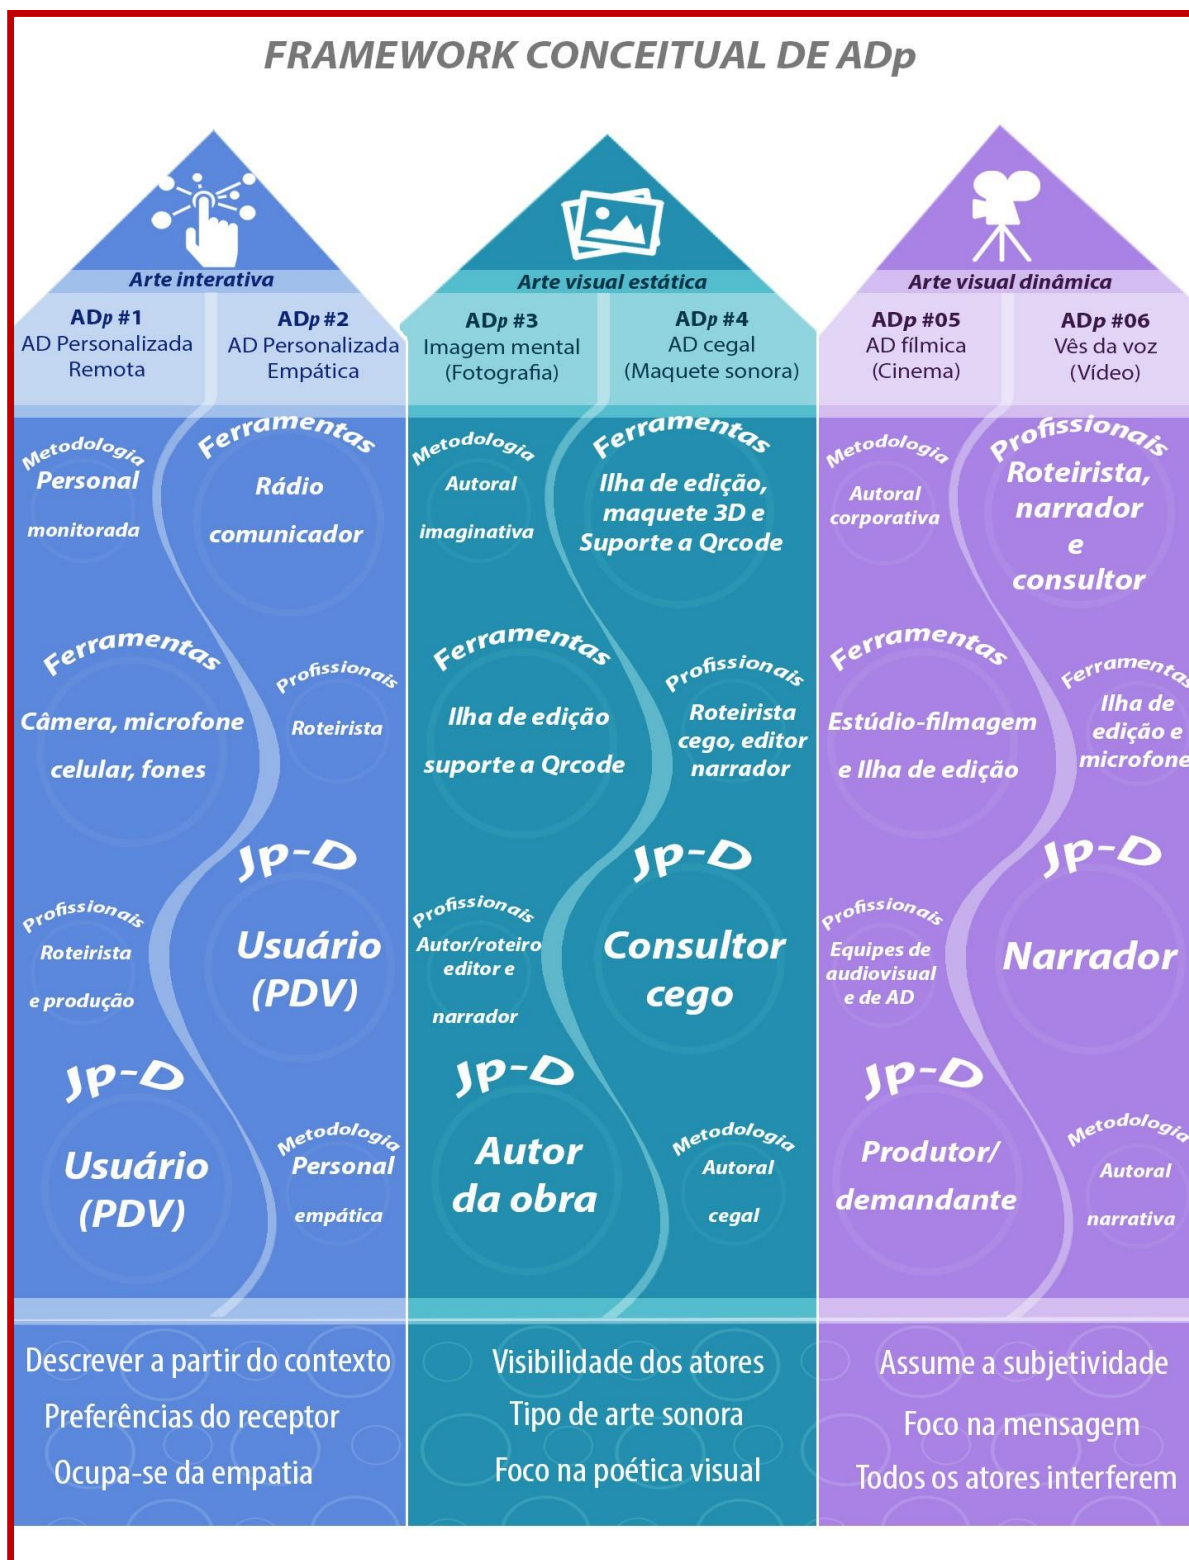 FRAMEWORK CONCEITUAL DE ADp
Arte interativa
ADp #1
AD Personalizada
Remota
ADp #2
AD Personalizada
Empática
Metodologia
Personal
monitorada
Ferramentas
Rádio
comunicador
Ferramentas
Câmera, microfone
celular, fones
Profissionais
Roteirista
Profissionais
Roteirista
e produção
Jp-D
Usuário
(PDV)
Jp-D
Usuário
(PDV)
Metodologia
Personal
empática
Descrever a partir do contexto
Preferências do receptor
Ocupa-se da empatia
Arte visual estática
ADp #3
Imagem mental
(Fotografia)
ADp #4
AD cegal
(Maquete sonora)
Metodologia
Autoral
imaginativa
Ferramentas
Ilha de edição,
maquete 3D e
Suporte a Qrcode
Ferramentas
Ilha de edição
suporte a Qrcode
Profissionais
Roteirista
cego, editor
narrador
Profissionais
Autor/roteiro
editor e
narrador
Jp-D
Consultor
cego
Jp-D
Autor
da obra
Metodologia
Autoral
cegal
Visibilidade dos atores
Tipo de arte sonora
Foco na poética visual
Arte visual dinâmica
ADp #05
AD fílmica
(Cinema)
ADp #06
Vês da voz
(Vídeo)
Metodologia
Autoral
corporativa
Profissionais
Roteirista,
narrador
e
consultor
Ferramentas
Estúdio-filmagem
e Ilha de edição
Ferramentas
Ilha de
edição e
microfone
Profissionais
Equipes de
audiovisual
e de AD
Jp-D
Narrador
Jp-D
Produtor/
demandante
Metodologia
Autoral
narrativa
Assume a subjetividade
Foco na mensagem
Todos os atores interferem